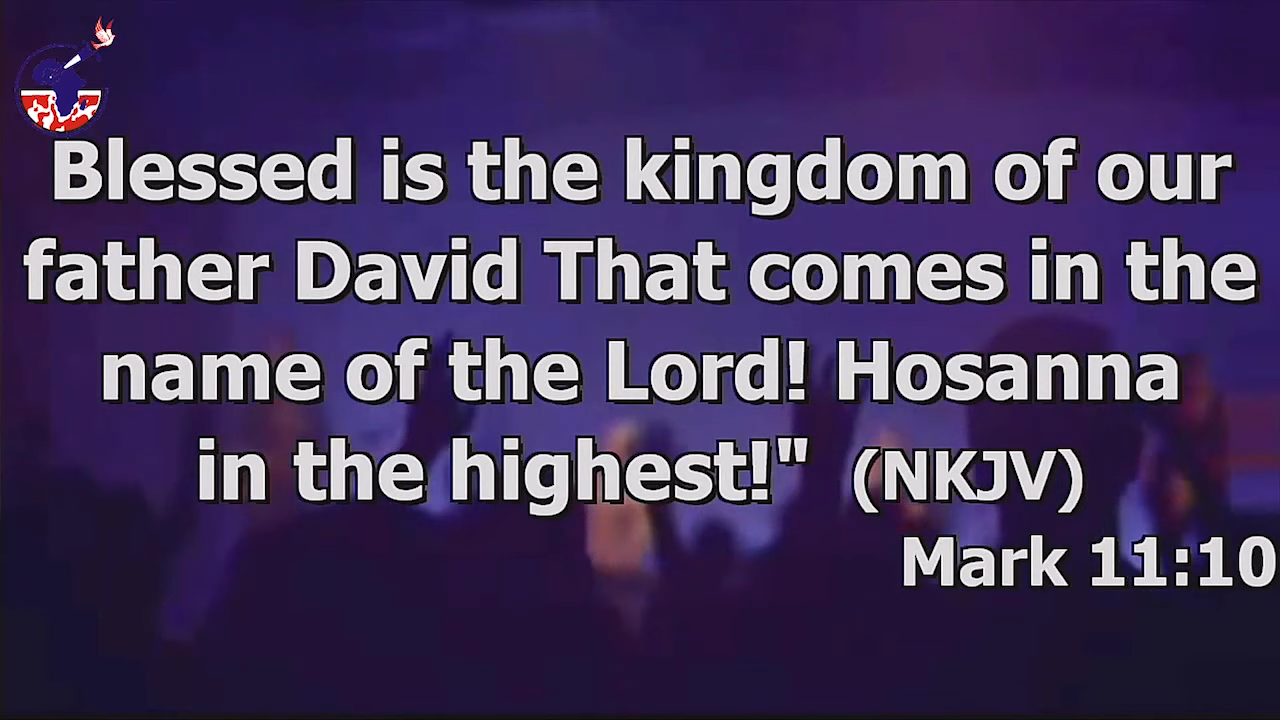 Blessed is the kingdom of our
father David That comes in the
name of the Lord! Hosanna
in the highest!" (NKJV)
Mark 11:10